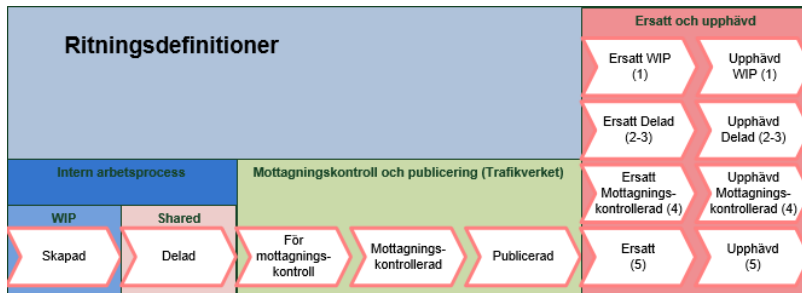 Ritningsdefinitioner
Ersatt och upphävd
Ersatt WIP
(1)
Upphävd
WIP (1)
Ersatt Delad
(2-3)
Upphävd
Delad (2-3)
Intern arbetsprocess
Mottagningskontroll och publicering (Trafikverket)
Ersatt
Mottagnings-
kontrollerad (4)
Upphävd
Mottagnings-
kontrollerad (4)
WIP
Shared
Skapad
Delad
För
mottagnings-
kontroll
Mottagnings-
kontrollerad
Publicerad
Ersatt
(5)
Upphävd
(5)